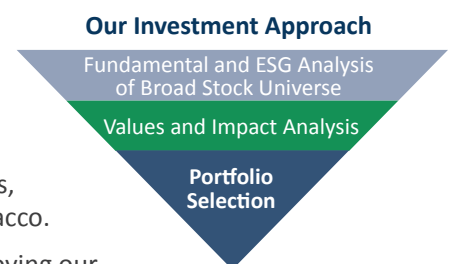 Our Investment Approach
Fundamental and ESG Analysis
of Broad Stock Universe
Values and Impact Analysis
Portfolio
Selection